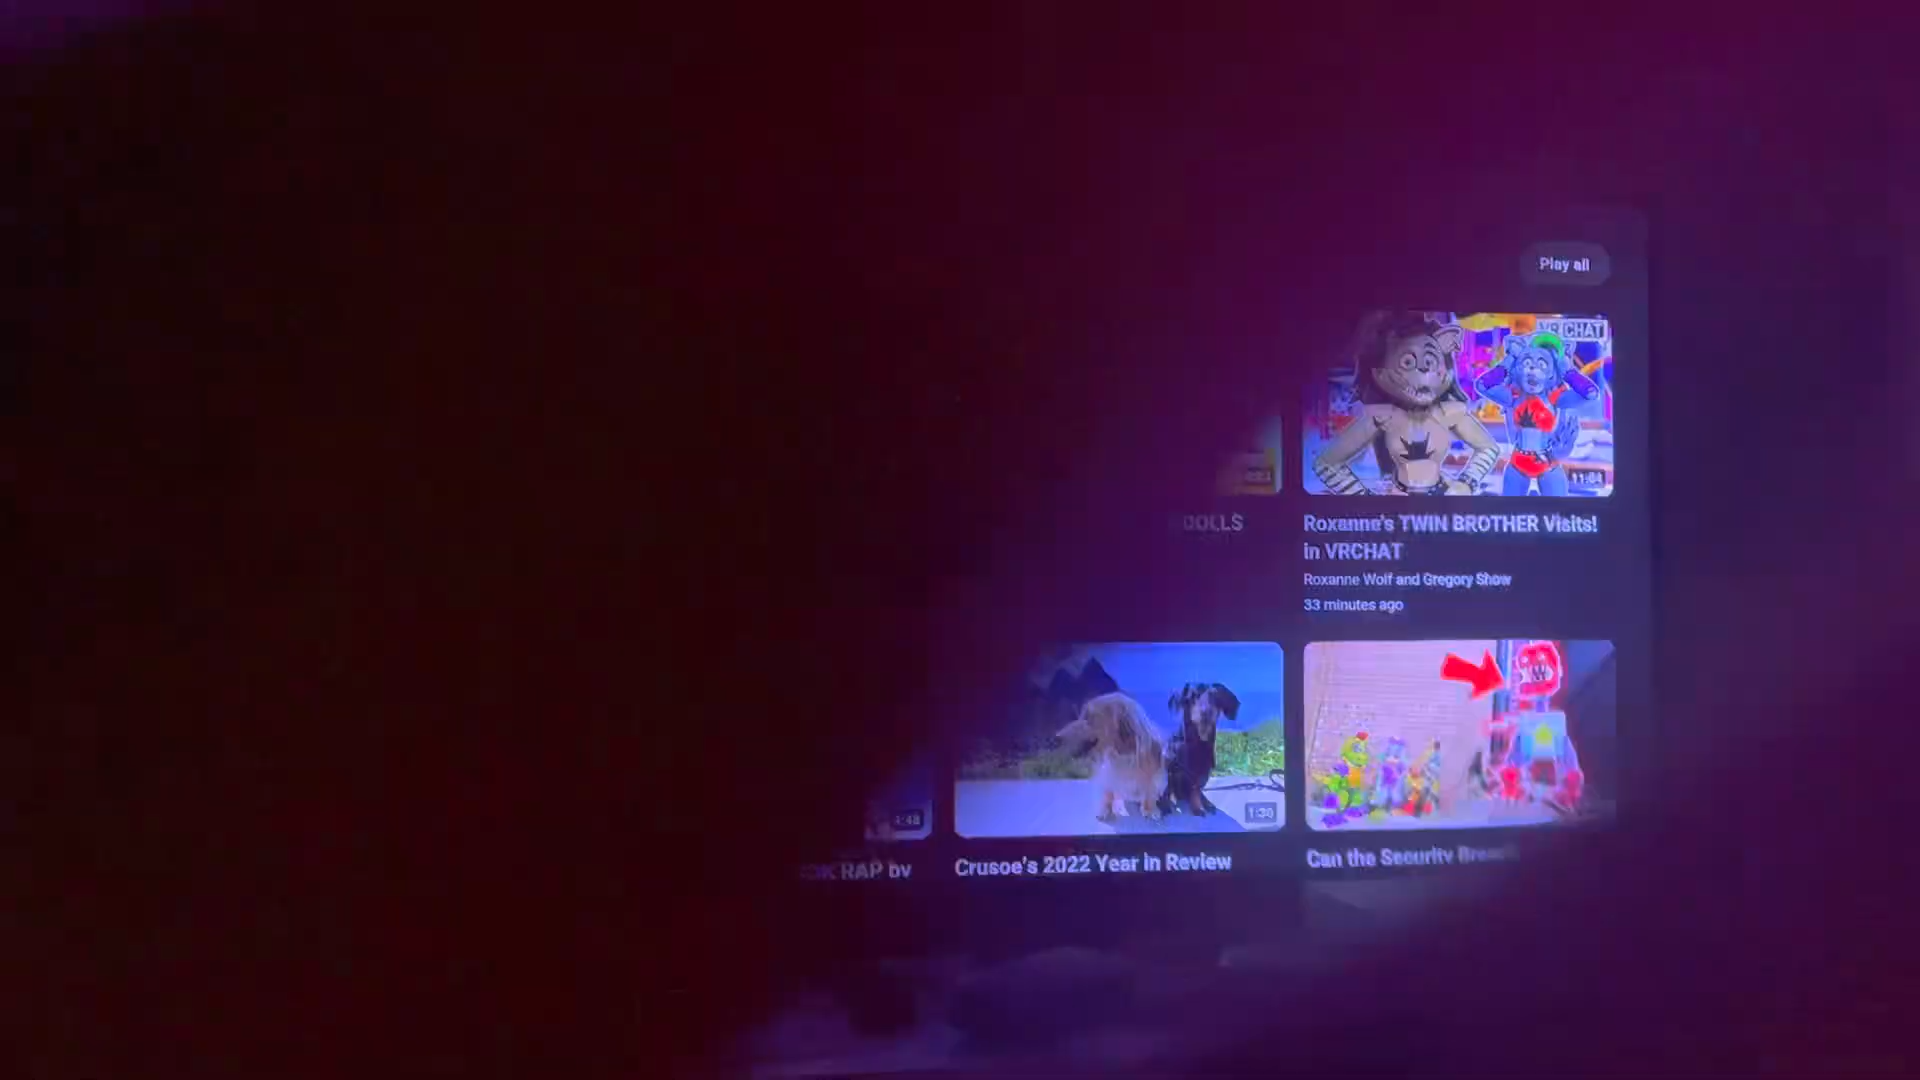 Play all
VR CHAT
11:04
DOLLS
Roxanne's TWIN BROTHER Visits!
in VRCHAT
Roxanne Wolf and Gregory Show
33 minutes ago
1:30
RAP by
Crusoe's 2022 Year in Review
Can the Security